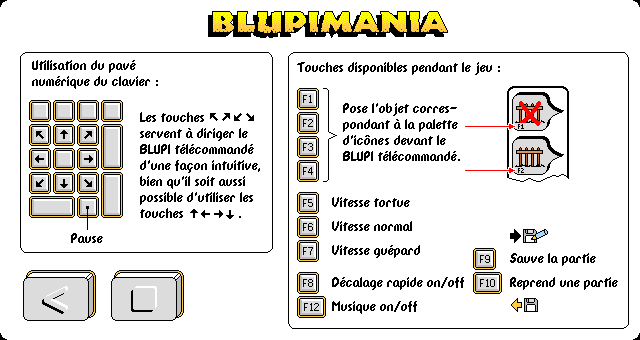 BLUPIMANIA
Utilisation du pavé
numérique du clavier :
Les touches ↖ ↗ ↙ ↘
servent à diriger le
BLUPI télécommandé
d'une façon intuitive,
bien qu'il soit aussi
possible d'utiliser les
touches ↑ ← → ↓ .
Pause
Touches disponibles pendant le jeu :
F1
F2
F3
F4
Pose l'objet corres-
pondant à la palette
d'icônes devant le
BLUPI télécommandé.
F1
F2
F5 Vitesse tortue
F6 Vitesse normal
F7 Vitesse guépard
F8 Décalage rapide on/off
F12 Musique on/off
F9 Sauve la partie
F10 Reprend une partie